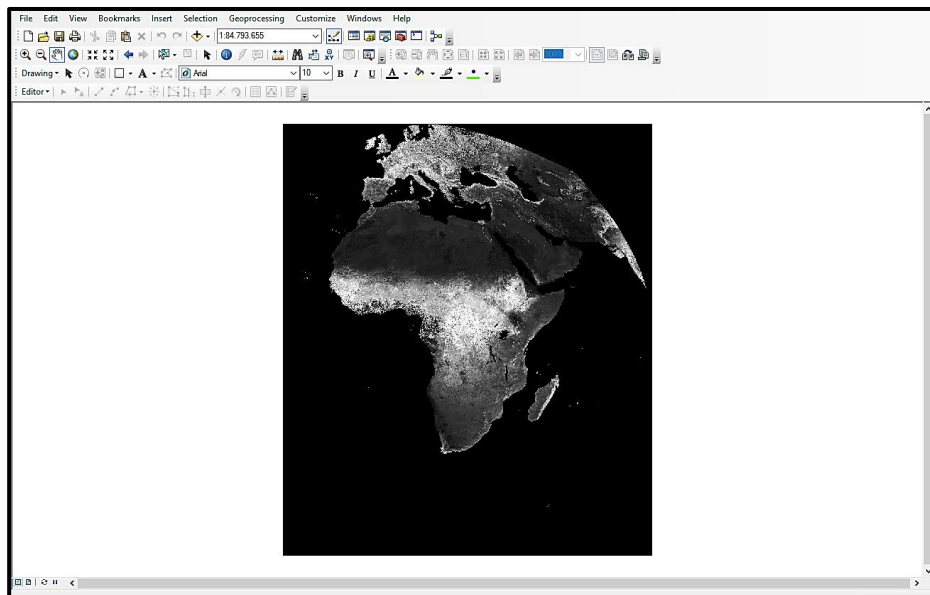 File Edit View Bookmarks Insert Selection Geoprocessing Customize Windows Help
1:84.793.655
Drawing Arial 10 B I U A
Editor